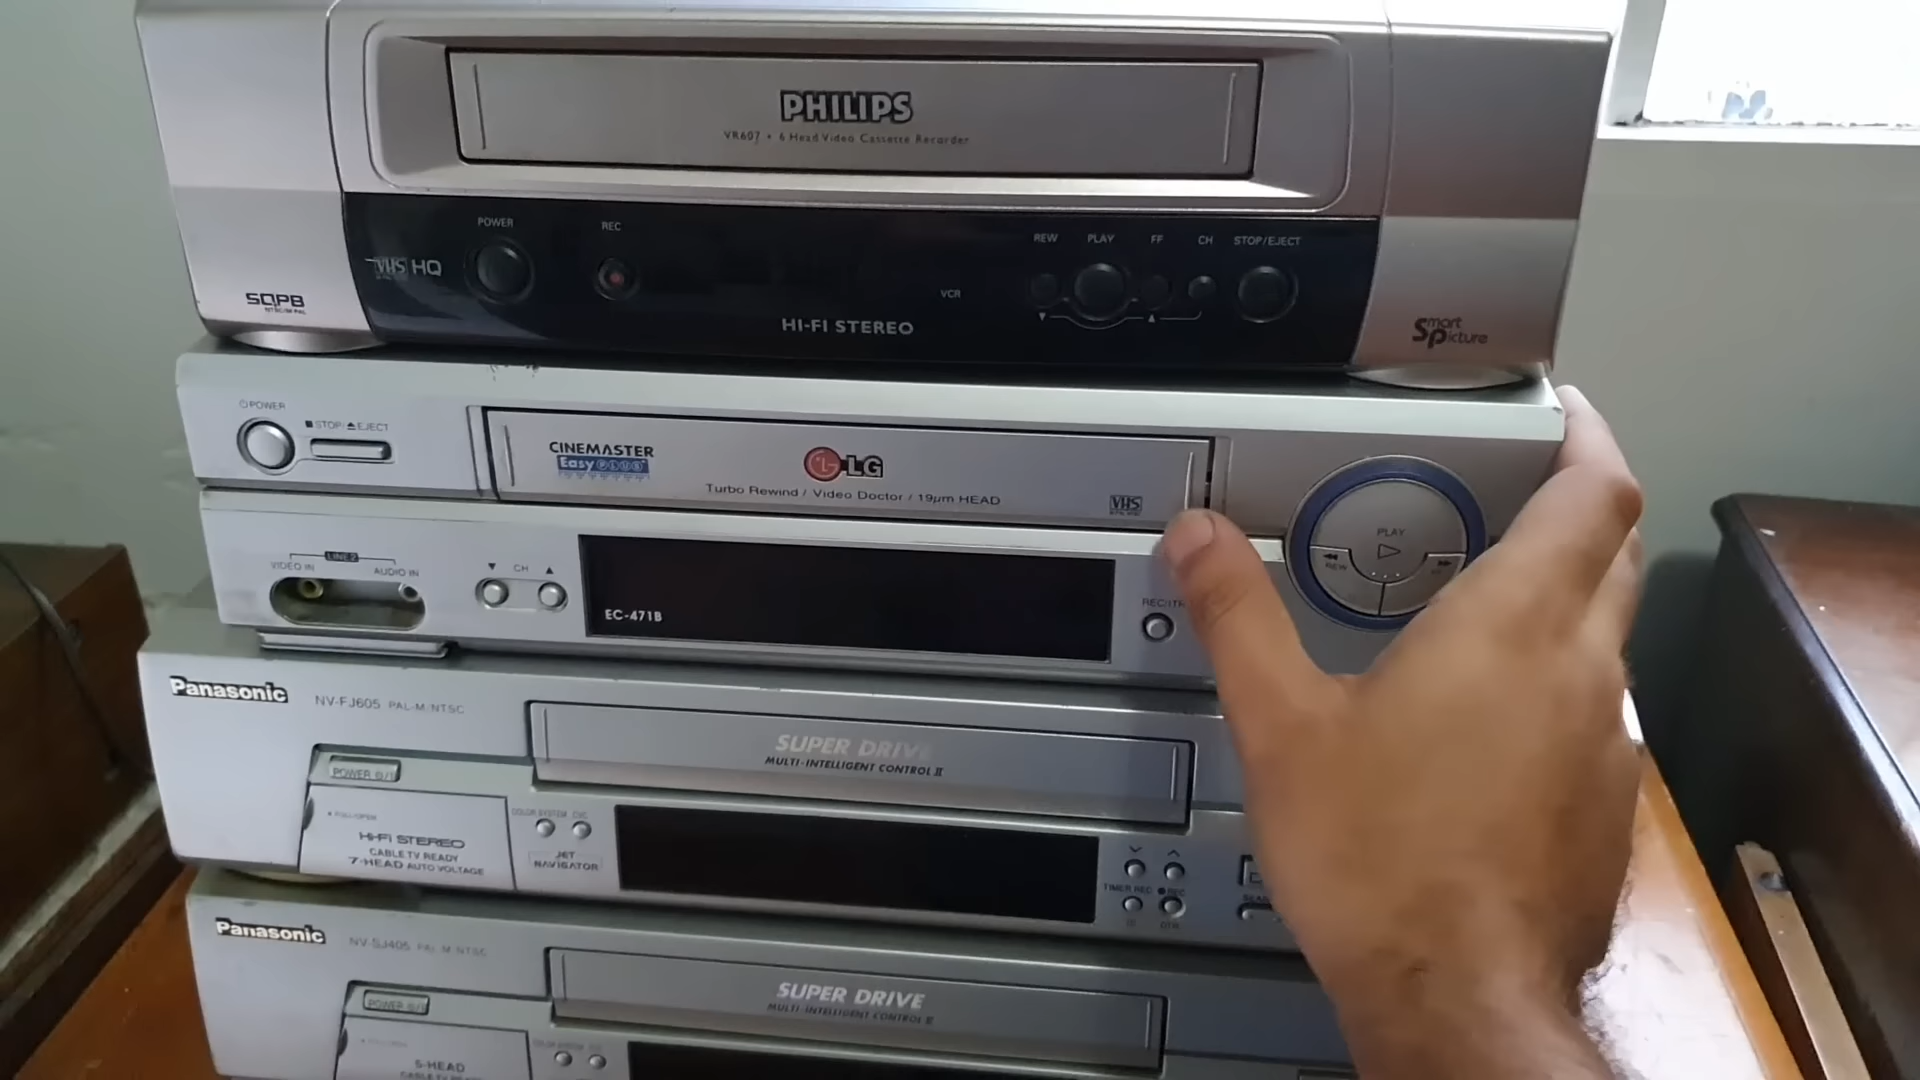 PHILIPS
VR607 • 6 Head Video Cassette Recorder
POWER
REC
REW PLAY FF CH STOP/EJECT
VHS HQ
VCR
SQPB
NTSC/M-PAL
HI-FI STEREO
Smart Picture
POWER
STOP/EJECT
CINEMASTER
Easy PLUS
LG
Turbo Rewind / Video Doctor / 19µm HEAD
VHS
PLAY
REW
LINE 2
VIDEO IN
AUDIO IN
▼ CH ▲
EC-471B
REC/ITR
Panasonic
NV-FJ605 PAL-M/NTSC
SUPER DRIVE
MULTI-INTELLIGENT CONTROL II
POWER
COLOR SYSTEM
Hi-Fi STEREO
CABLE TV READY
7-HEAD AUTO VOLTAGE
JET
NAVIGATOR
TIMER REC
REC
Panasonic
NV-SJ405 PAL M NTSC
SUPER DRIVE
MULTI INTELLIGENT CONTROL II
POWER
5-HEAD